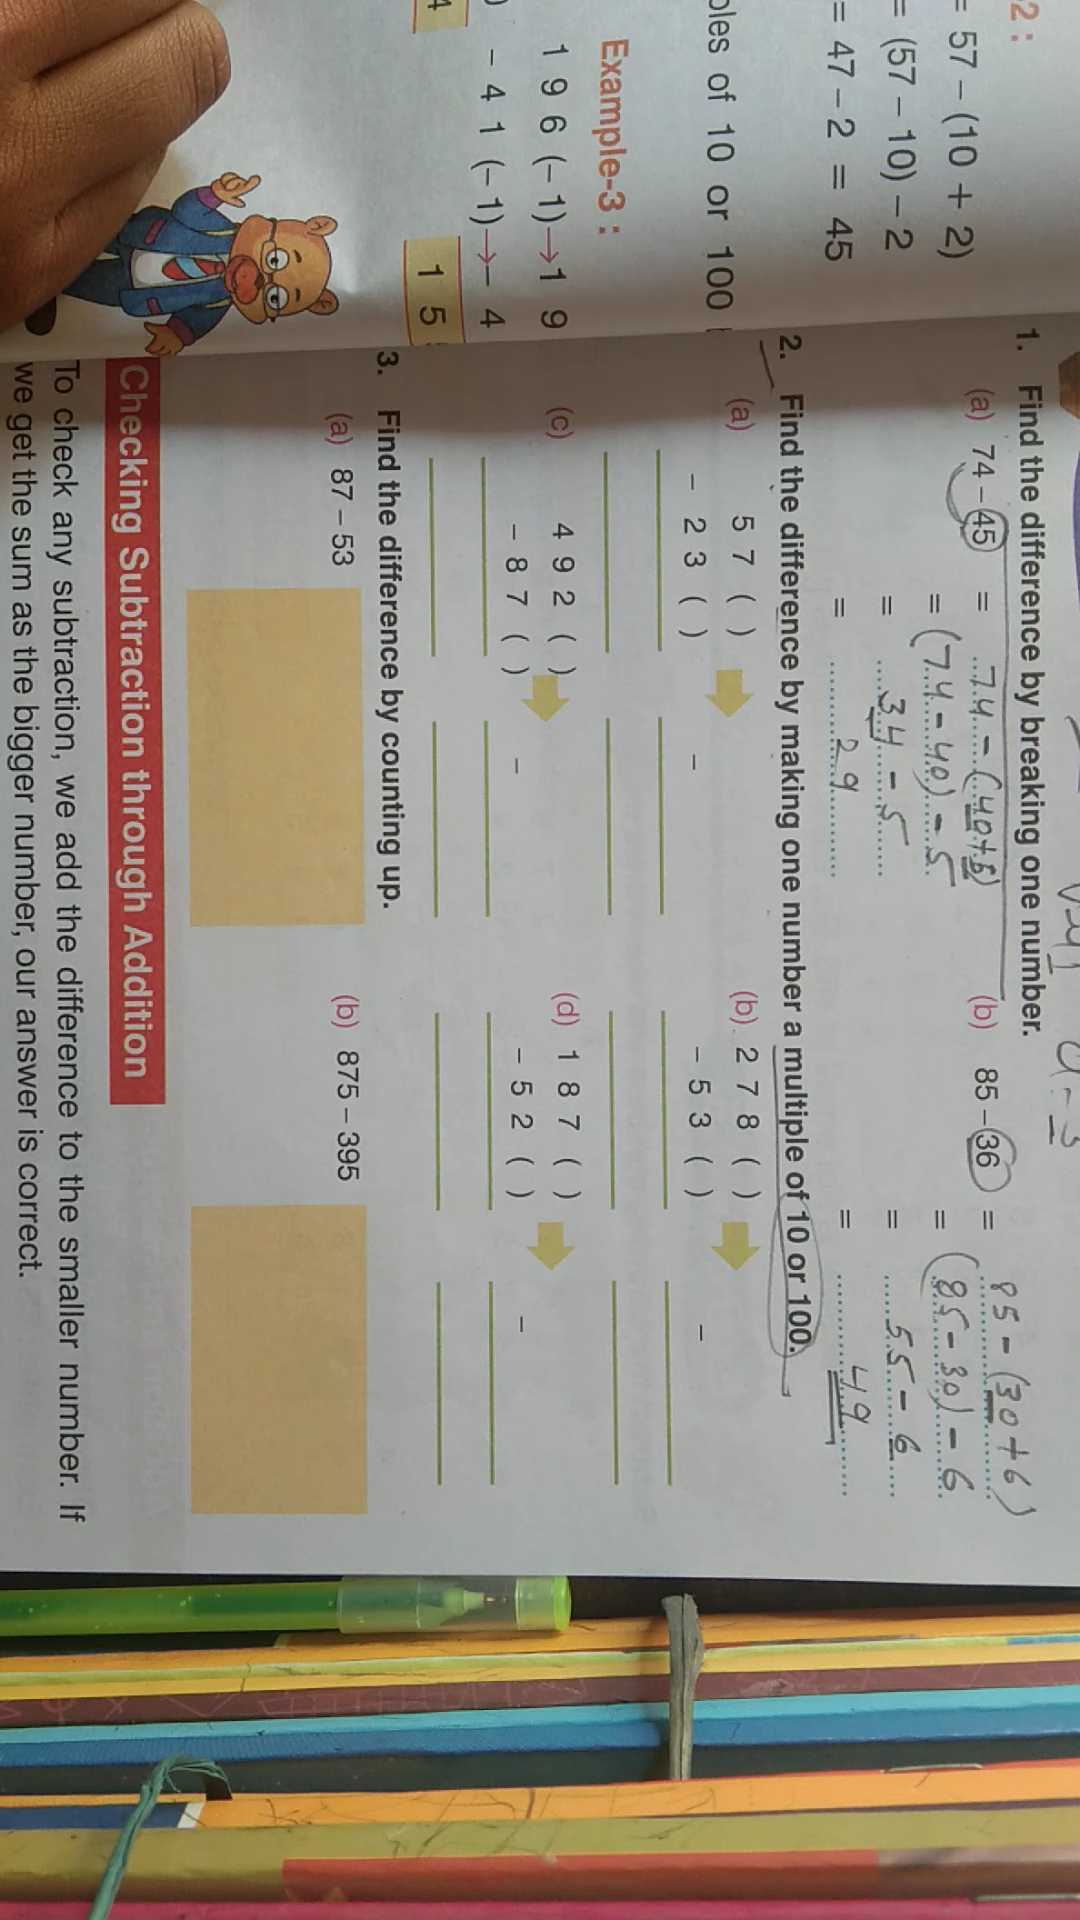 2 :
= 57 – (10 + 2)
= (57 – 10) – 2
= 47 – 2 = 45
of 10 or 100
Example-3 :
1 9 6 (–1)→1 9
– 4 1 (–1)→– 4
1 5
1. Find the difference by breaking one number.
(a) 74 – 45 = 74 – (40+5)
= (74 - 40) - 5
= 34 - 5
= 29
(b) 85 – 36 = 85 – (30+6)
= (85 - 30) - 6
= 55 - 6
= 49
2. Find the difference by making one number a multiple of 10 or 100.
(a) 5 7 ( )
– 2 3 ( ) –
(b) 2 7 8 ( )
– 5 3 ( ) –
(c) 4 9 2 ( )
– 8 7 ( ) –
(d) 1 8 7 ( )
– 5 2 ( ) –
3. Find the difference by counting up.
(a) 87 – 53
(b) 875 – 395
Checking Subtraction through Addition
To check any subtraction, we add the difference to the smaller number. If
we get the sum as the bigger number, our answer is correct.